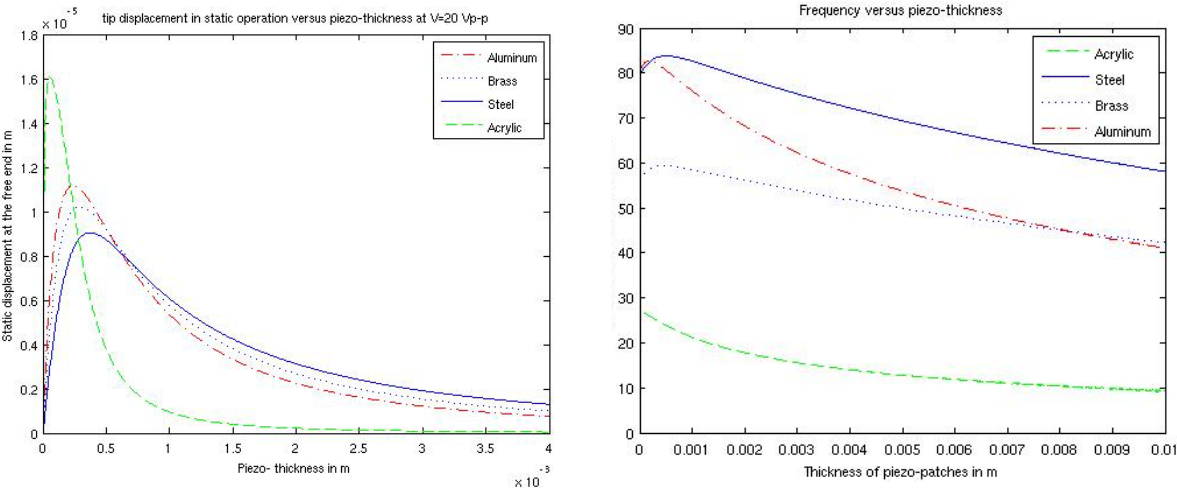 tip displacement in static operation versus piezo-thickness at V=20 Vp-p
x 10 -5
1.8
1.6
1.4
1.2
1
0.8
0.6
0.4
0.2
0
Static displacement at the free end in m
Aluminum
Brass
Steel
Acrylic
0 0.5 1 1.5 2 2.5 3 3.5 4
Piezo- thickness in m
x 10 -3
Frequency versus piezo-thickness
90
80
70
60
50
40
30
20
10
0
Acrylic
Steel
Brass
Aluminum
0 0.001 0.002 0.003 0.004 0.005 0.006 0.007 0.008 0.009 0.01
Thickness of piezo-patches in m